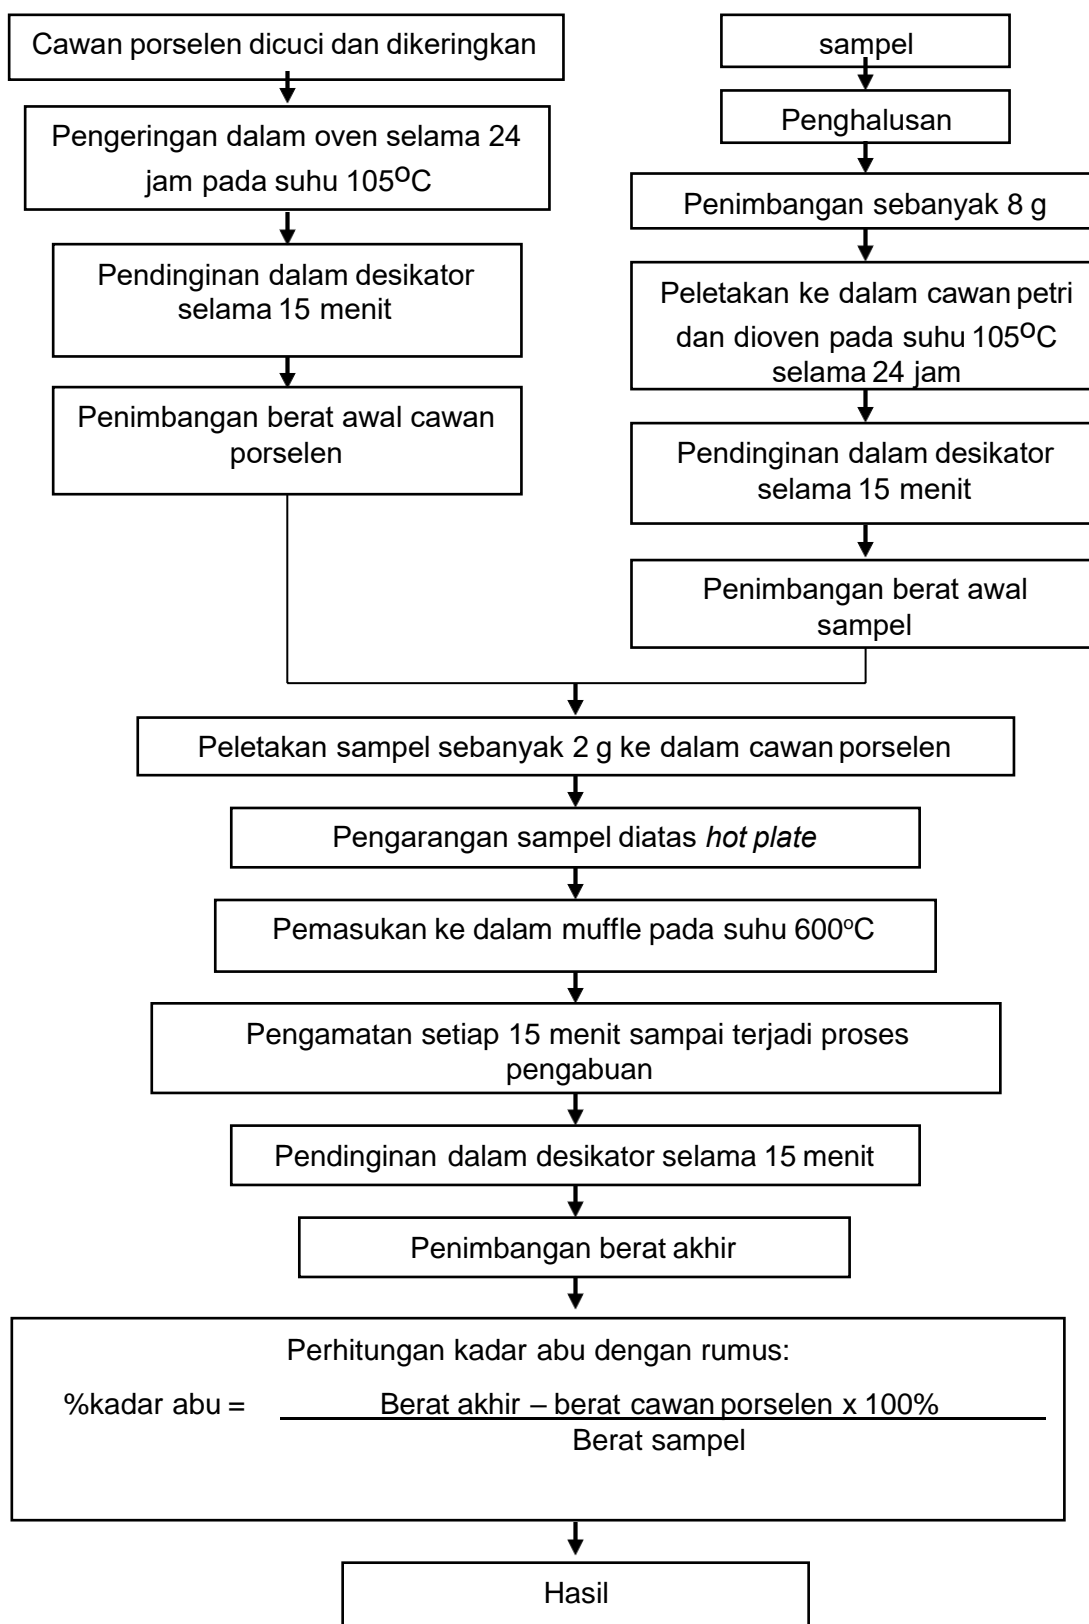 Cawan porselen dicuci dan dikeringkan
Pengeringan dalam oven selama 24
jam pada suhu 105°C
Pendinginan dalam desikator
selama 15 menit
Penimbangan berat awal cawan
porselen
sampel
Penghalusan
Penimbangan sebanyak 8 g
Peletakan ke dalam cawan petri
dan dioven pada suhu 105°C
selama 24 jam
Pendinginan dalam desikator
selama 15 menit
Penimbangan berat awal
sampel
Peletakan sampel sebanyak 2 g ke dalam cawan porselen
Pengarangan sampel diatas hot plate
Pemasukan ke dalam muffle pada suhu 600°C
Pengamatan setiap 15 menit sampai terjadi proses
pengabuan
Pendinginan dalam desikator selama 15 menit
Penimbangan berat akhir
Perhitungan kadar abu dengan rumus:
%kadar abu = Berat akhir – berat cawan porselen x 100%
Berat sampel
Hasil